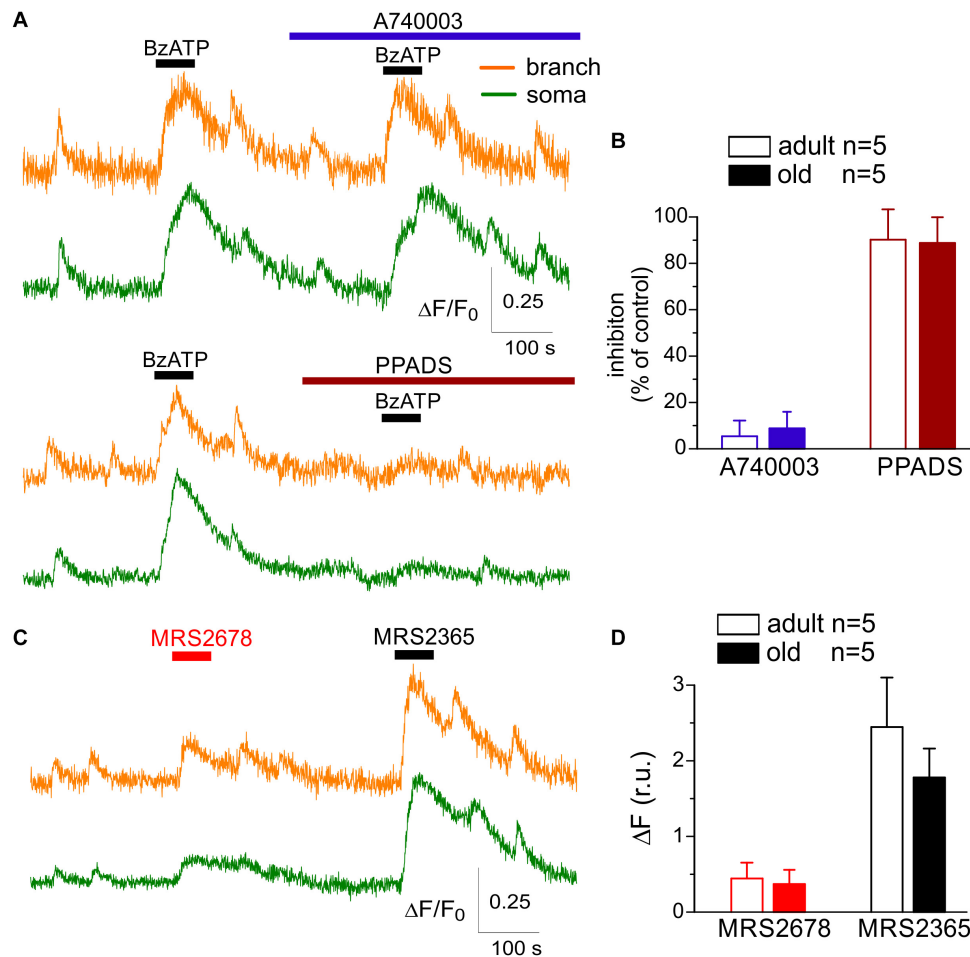 A
A740003
BzATP
BzATP
branch
soma
ΔF/F0
0.25
100 s
BzATP
PPADS
BzATP
B
adult n=5
old n=5
inhibiton
(% of control)
100
80
60
40
20
0
A740003
PPADS
C
MRS2678
MRS2365
ΔF/F0
0.25
100 s
D
adult n=5
old n=5
ΔF (r.u.)
3
2
1
0
MRS2678
MRS2365